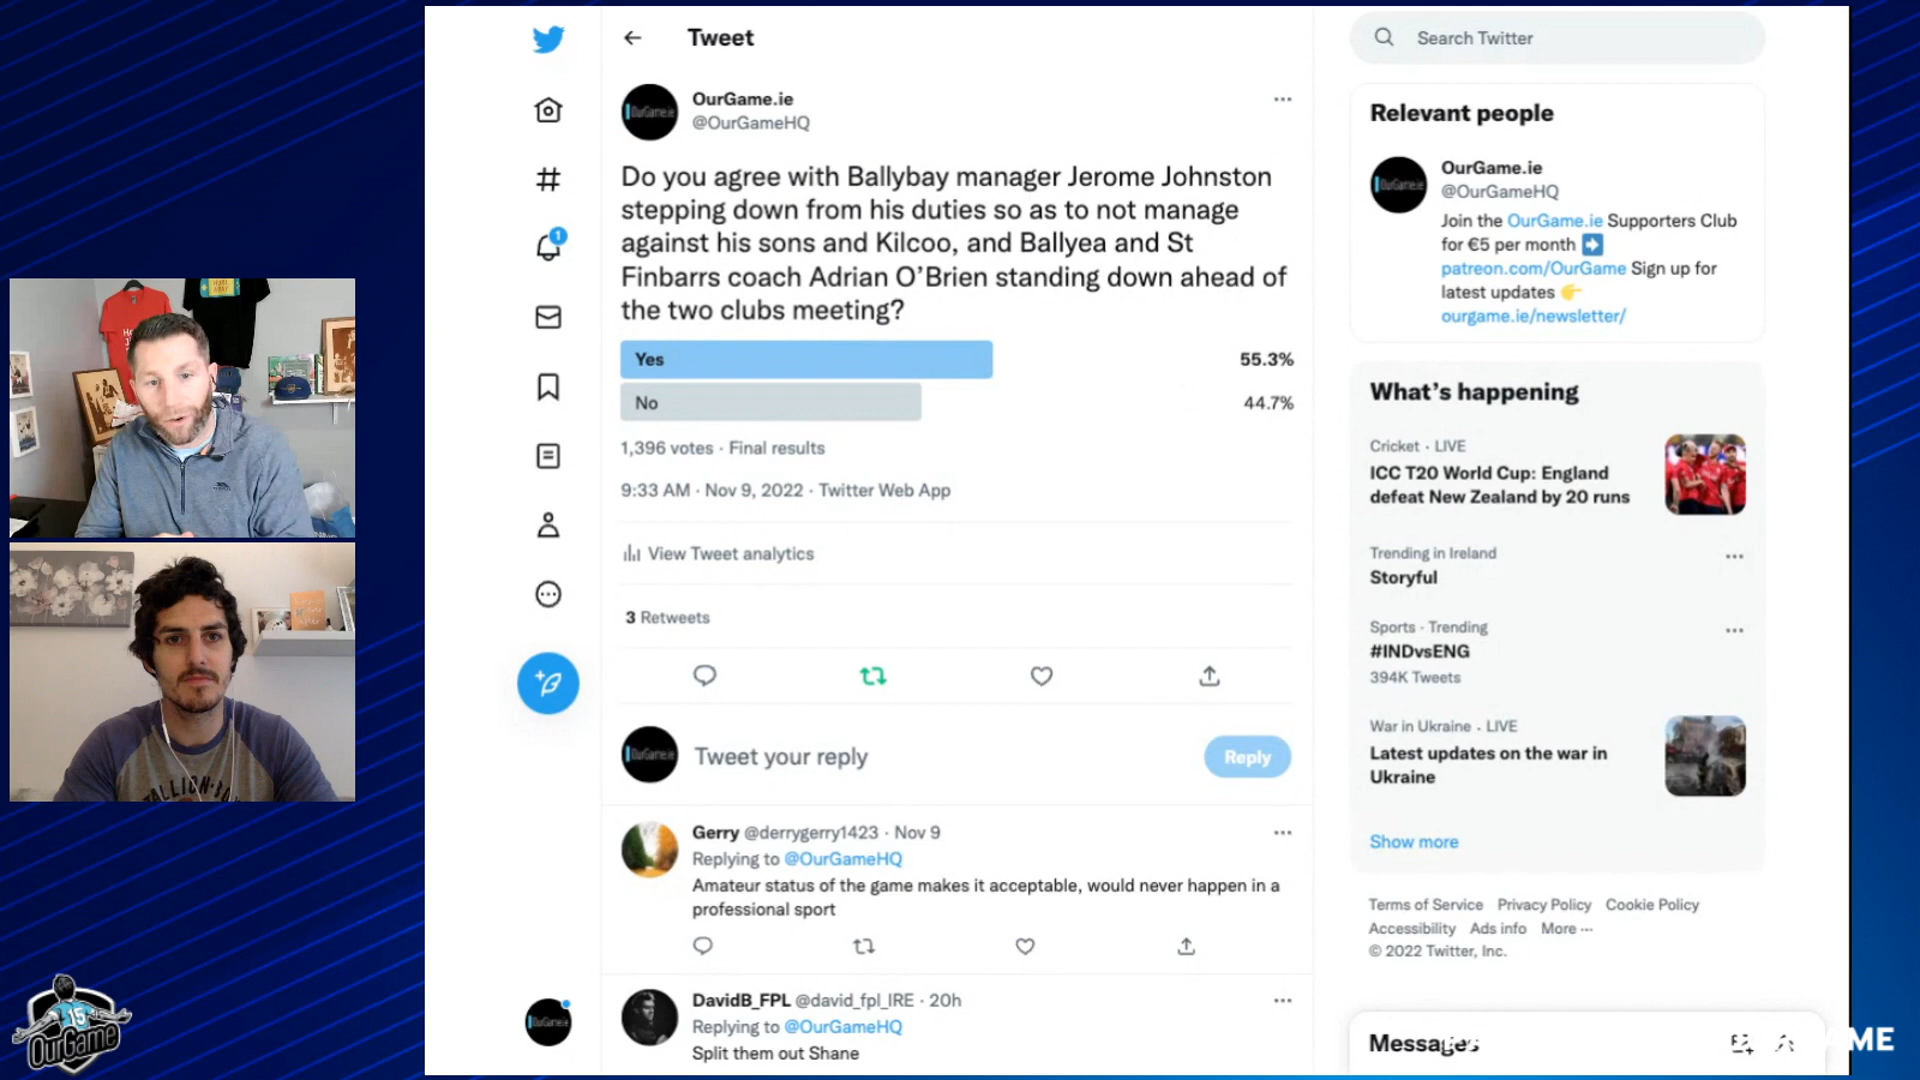 Tweet
OurGame.ie
@OurGameHQ
Do you agree with Ballybay manager Jerome Johnston
stepping down from his duties so as to not manage
against his sons and Kilcoo, and Ballyea and St
Finbarrs coach Adrian O’Brien standing down ahead of
the two clubs meeting?
Yes 55.3%
No 44.7%
1,396 votes · Final results
9:33 AM · Nov 9, 2022 · Twitter Web App
View Tweet analytics
3 Retweets
OurGame.ie
Tweet your reply
Reply
Gerry @derrygerry1423 · Nov 9
Replying to @OurGameHQ
Amateur status of the game makes it acceptable, would never happen in a
professional sport
DavidB_FPL @david_fpl_IRE · 20h
Replying to @OurGameHQ
Split them out Shane
1
Search Twitter
Relevant people
OurGame.ie
OurGame.ie
@OurGameHQ
Join the OurGame.ie Supporters Club
for €5 per month
patreon.com/OurGame Sign up for
latest updates
ourgame.ie/newsletter/
What’s happening
Cricket · LIVE
ICC T20 World Cup: England
defeat New Zealand by 20 runs
Trending in Ireland
Storyful
Sports · Trending
#INDvsENG
394K Tweets
War in Ukraine · LIVE
Latest updates on the war in
Ukraine
Show more
Terms of Service Privacy Policy Cookie Policy
Accessibility Ads info More ···
© 2022 Twitter, Inc.
Messages
ME
15
OurGame